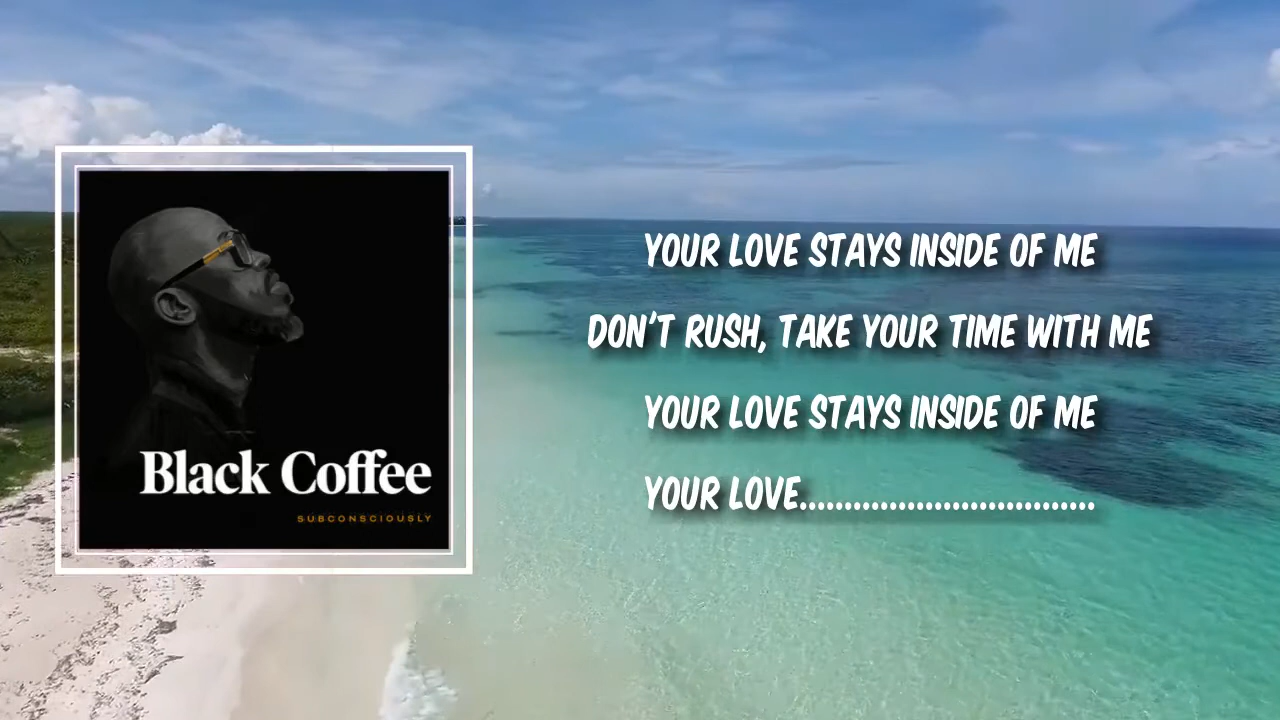 Black Coffee
SUBCONSCIOUSLY
YOUR LOVE STAYS INSIDE OF ME
DON'T RUSH, TAKE YOUR TIME WITH ME
YOUR LOVE STAYS INSIDE OF ME
YOUR LOVE..................................